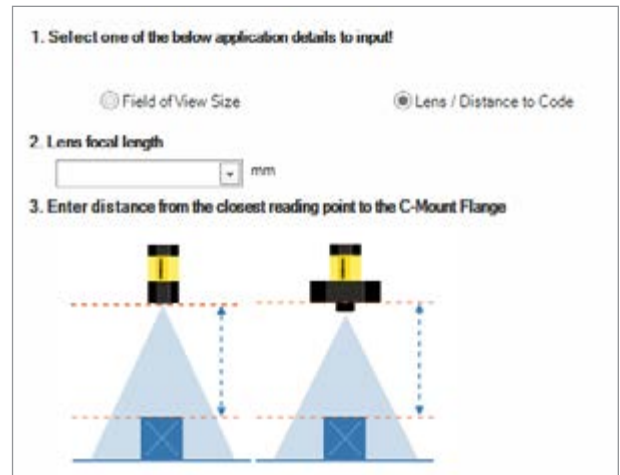 1. Select one of the below application details to input!
Field of View Size
Lens / Distance to Code
2. Lens focal length
mm
3. Enter distance from the closest reading point to the C-Mount Flange